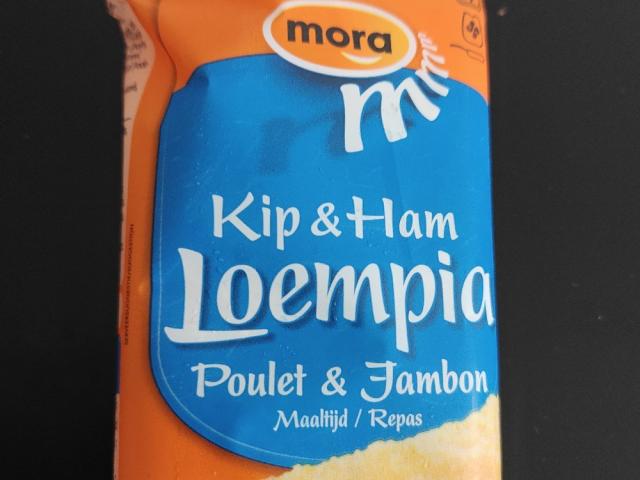 mora
mmm
Kip & Ham
Loempia
Poulet & Jambon
Maaltijd / Repas